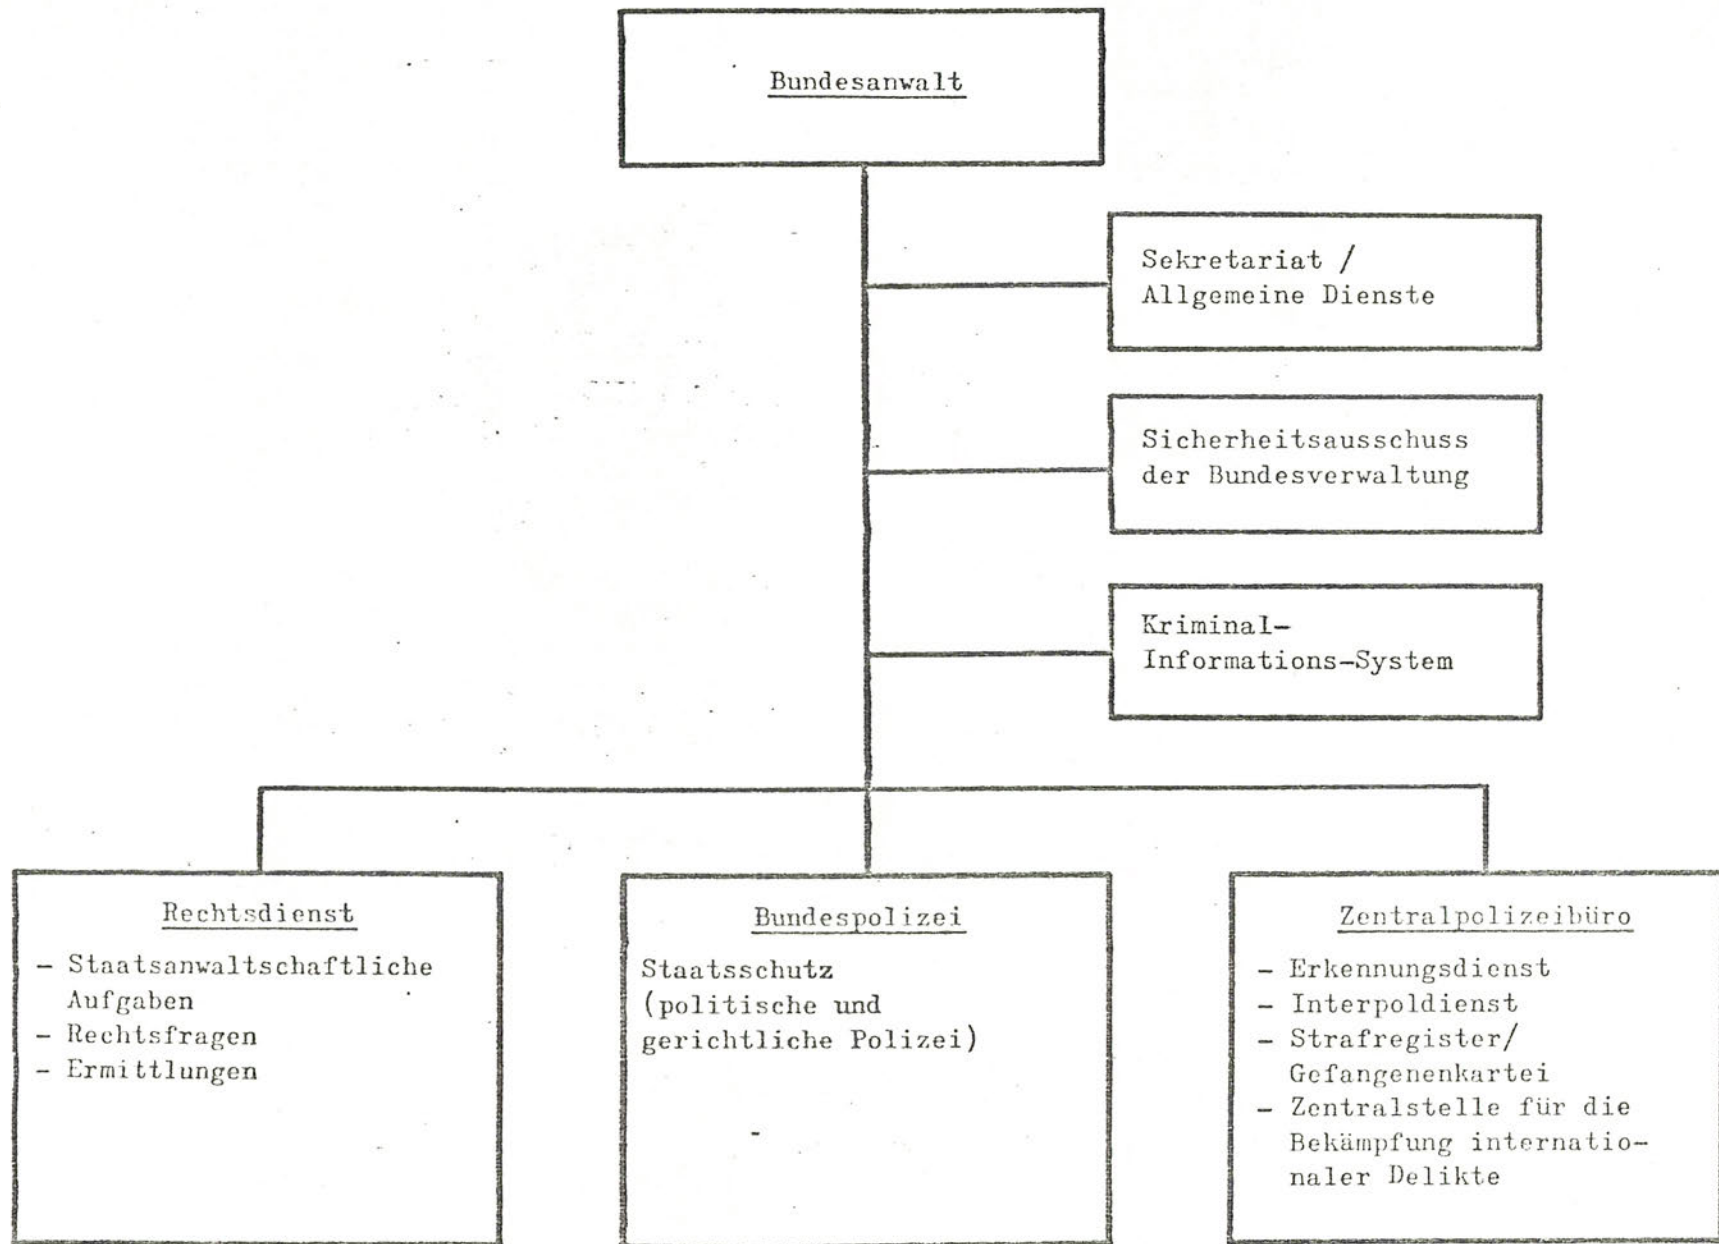 Bundesanwalt
Sekretariat /
Allgemeine Dienste
Sicherheitsausschuss
der Bundesverwaltung
Kriminal-
Informations-System
Rechtsdienst
- Staatsanwaltschaftliche
Aufgaben
- Rechtsfragen
- Ermittlungen
Bundespolizei
Staatsschutz
(politische und
gerichtliche Polizei)
Zentralpolizeibüro
- Erkennungsdienst
- Interpoldienst
- Strafregister/
Gefangenenkartei
- Zentralstelle für die
Bekämpfung internatio-
naler Delikte